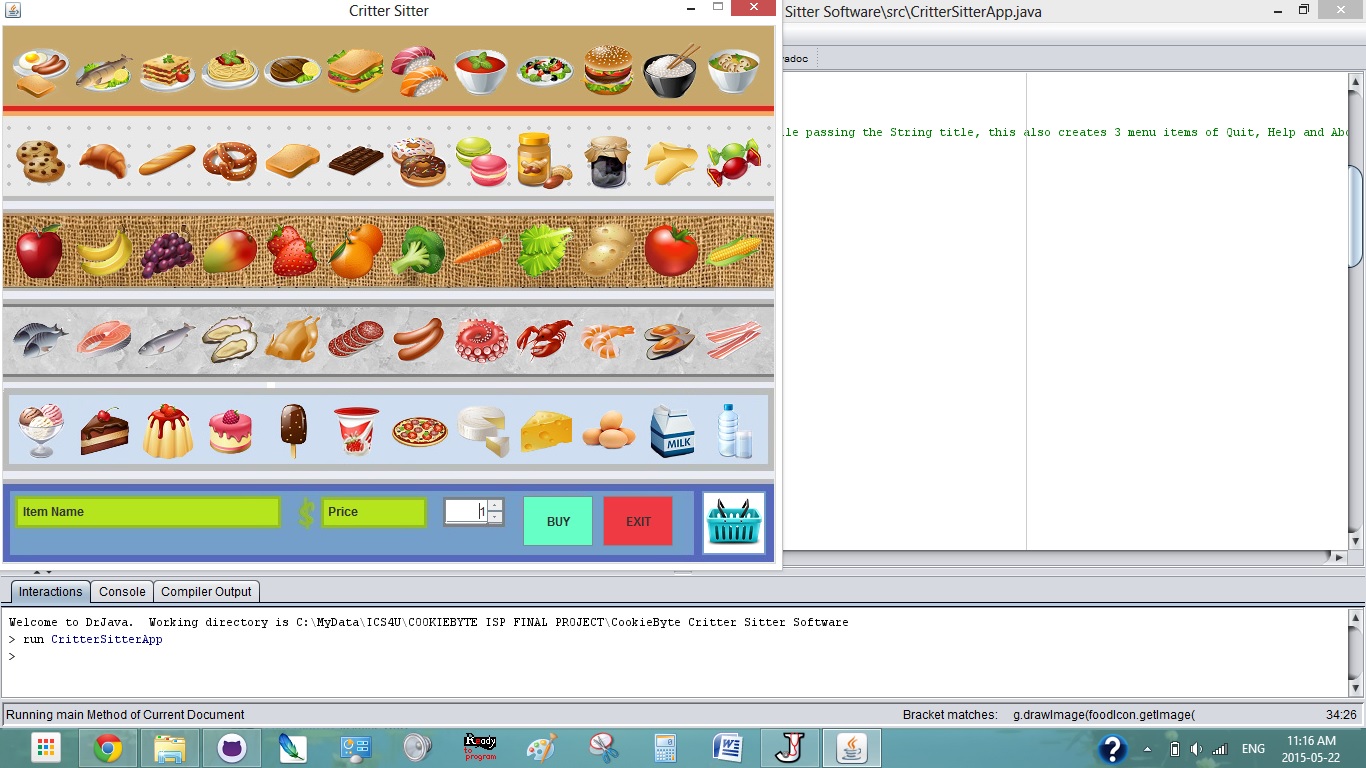 Critter Sitter
Sitter Software\src\CritterSitterApp.java
vadoc
le passing the String title, this also creates 3 menu items of Quit, Help and Abo
MILK
Item Name
$
Price
1
BUY
EXIT
Interactions
Console
Compiler Output
Welcome to DrJava.  Working directory is C:\MyData\ICS4U\COOKIEBYTE ISP FINAL PROJECT\CookieByte Critter Sitter Software
> run CritterSitterApp
>
Running main Method of Current Document
Bracket matches:
g.drawImage(foodIcon.getImage(
34:26
Ready
to
program
W
J
?
ENG
11:16 AM
2015-05-22